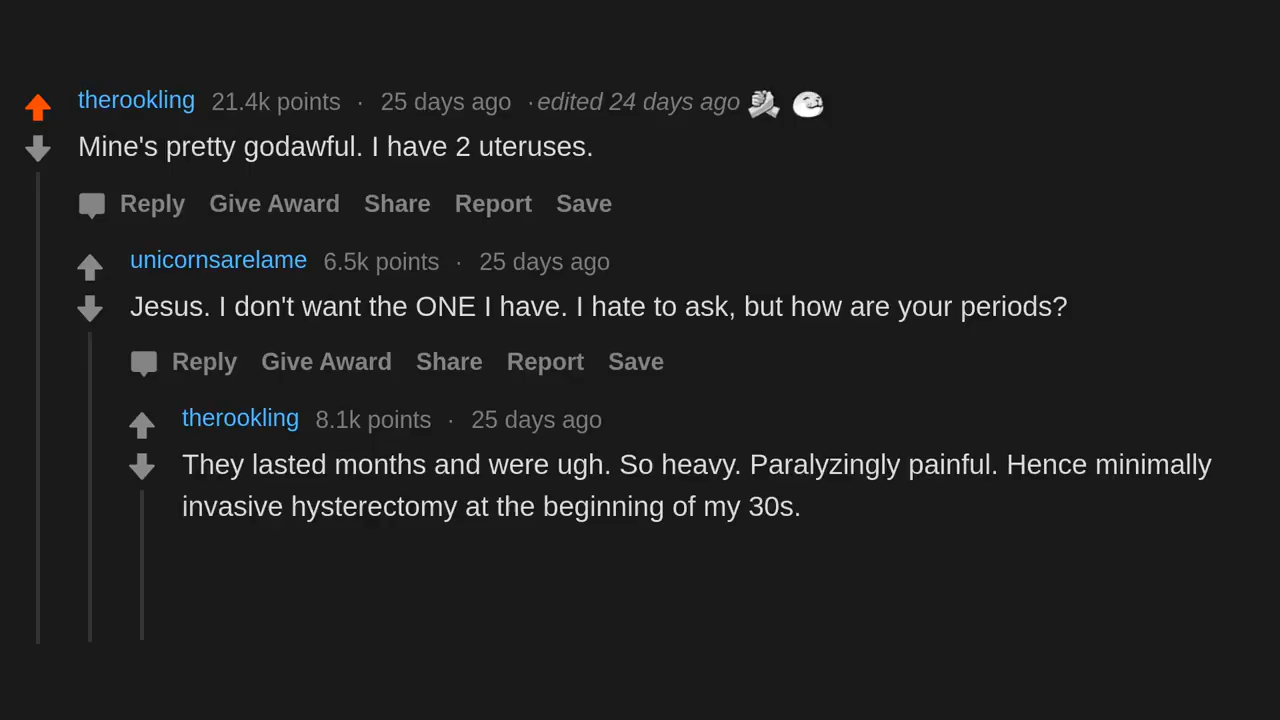 therookling 21.4k points · 25 days ago · edited 24 days ago
Mine's pretty godawful. I have 2 uteruses.
Reply Give Award Share Report Save
unicornsarelame 6.5k points · 25 days ago
Jesus. I don't want the ONE I have. I hate to ask, but how are your periods?
Reply Give Award Share Report Save
therookling 8.1k points · 25 days ago
They lasted months and were ugh. So heavy. Paralyzingly painful. Hence minimally
invasive hysterectomy at the beginning of my 30s.